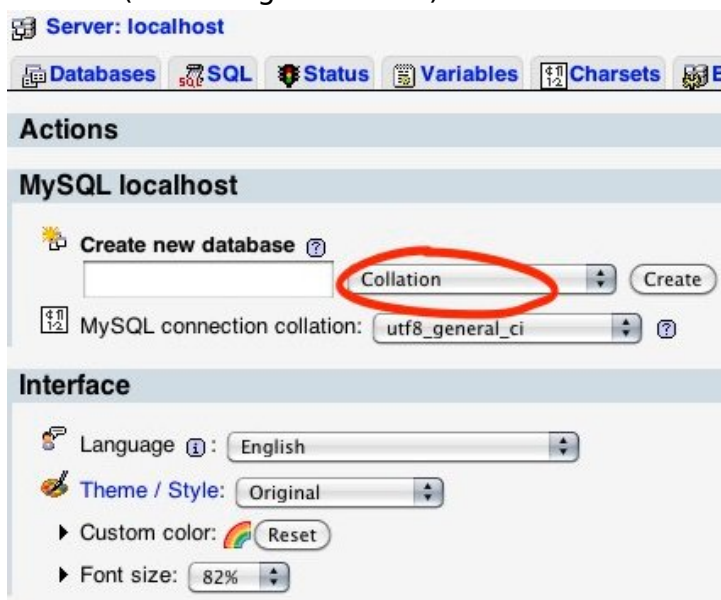 Server: localhost
Databases SQL Status Variables Charsets
Actions
MySQL localhost
Create new database
Collation Create
MySQL connection collation: utf8_general_ci
Interface
Language : English
Theme / Style: Original
Custom color: Reset
Font size: 82%